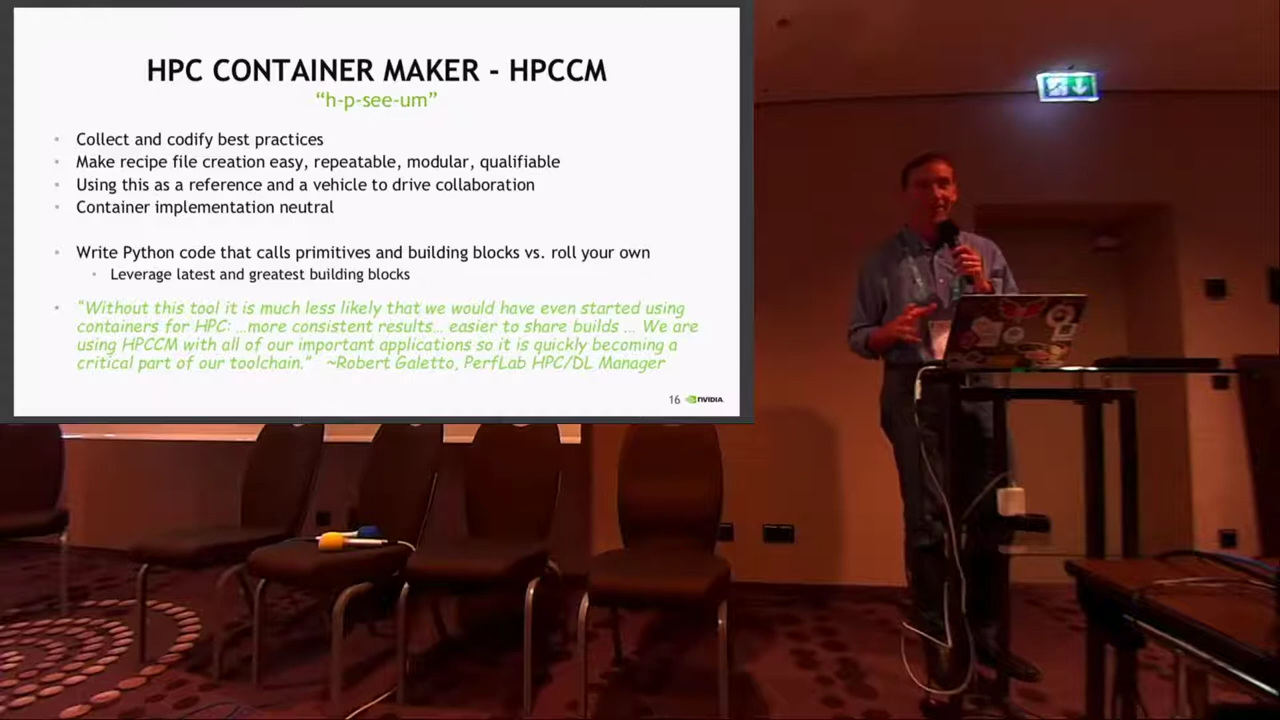 HPC CONTAINER MAKER - HPCCM
“h-p-see-um”
Collect and codify best practices
Make recipe file creation easy, repeatable, modular, qualifiable
Using this as a reference and a vehicle to drive collaboration
Container implementation neutral
Write Python code that calls primitives and building blocks vs. roll your own
Leverage latest and greatest building blocks
“Without this tool it is much less likely that we would have even started using
containers for HPC: …more consistent results… easier to share builds … We are
using HPCCM with all of our important applications so it is quickly becoming a
critical part of our toolchain.” ~Robert Galetto, PerfLab HPC/DL Manager
16 NVIDIA